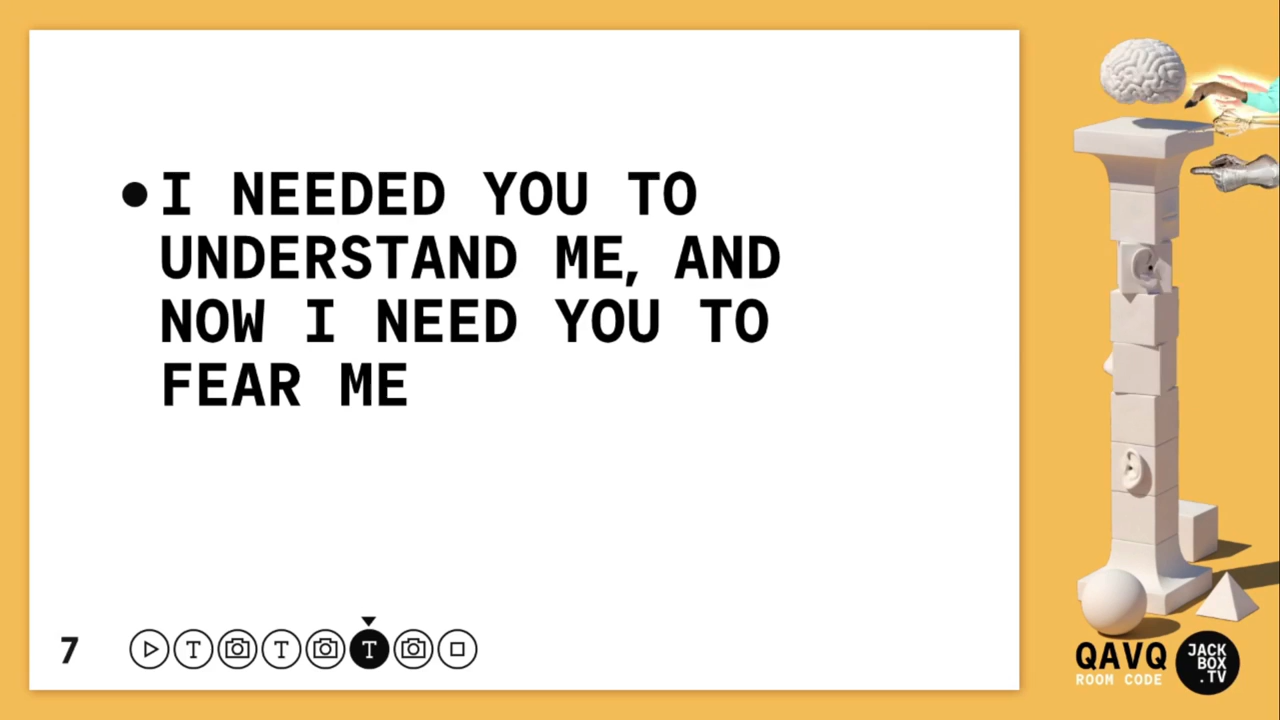 ● I NEEDED YOU TO
UNDERSTAND ME, AND
NOW I NEED YOU TO
FEAR ME
7
T T T
QAVQ
ROOM CODE
JACK
BOX
.TV